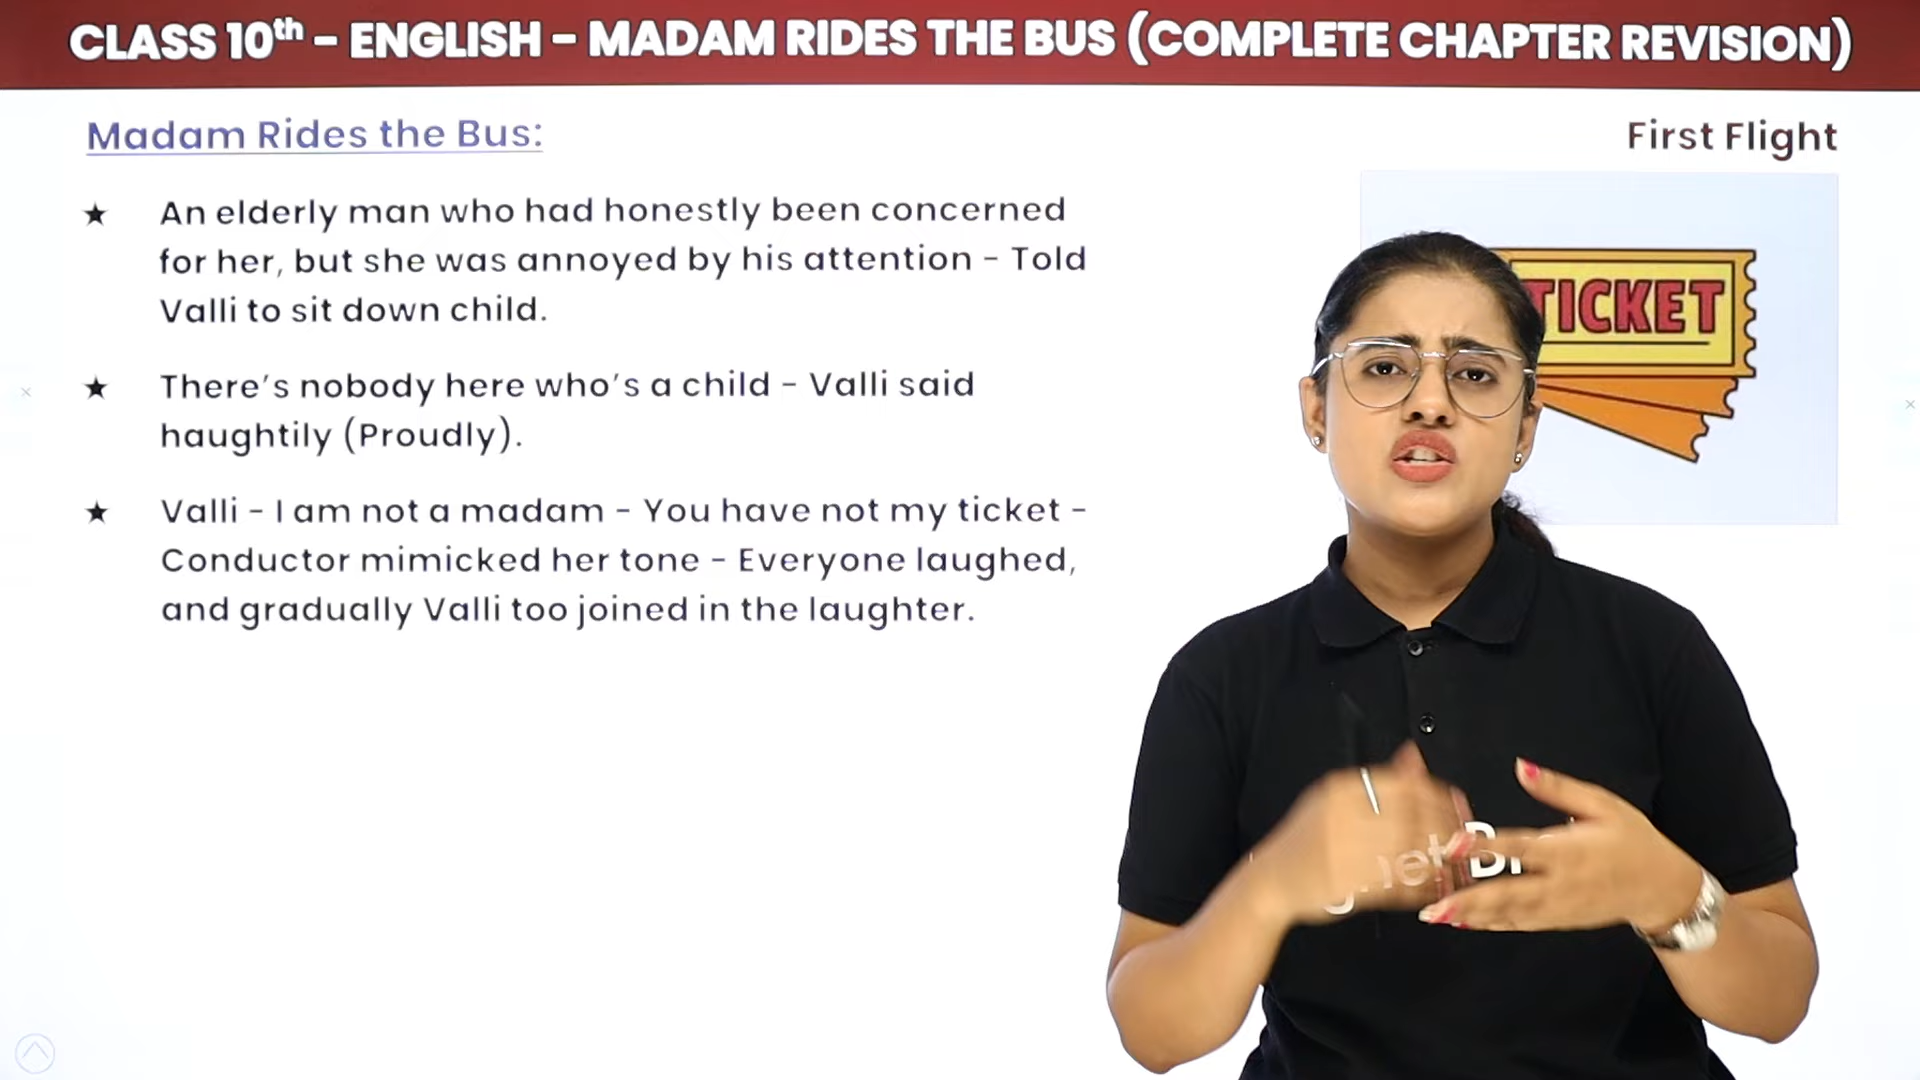 CLASS 10th - ENGLISH - MADAM RIDES THE BUS (COMPLETE CHAPTER REVISION)
Madam Rides the Bus:
First Flight
★ An elderly man who had honestly been concerned
for her, but she was annoyed by his attention - Told
Valli to sit down child.
TICKET
★ There's nobody here who's a child - Valli said
haughtily (Proudly).
★ Valli - I am not a madam - You have not my ticket -
Conductor mimicked her tone - Everyone laughed,
and gradually Valli too joined in the laughter.